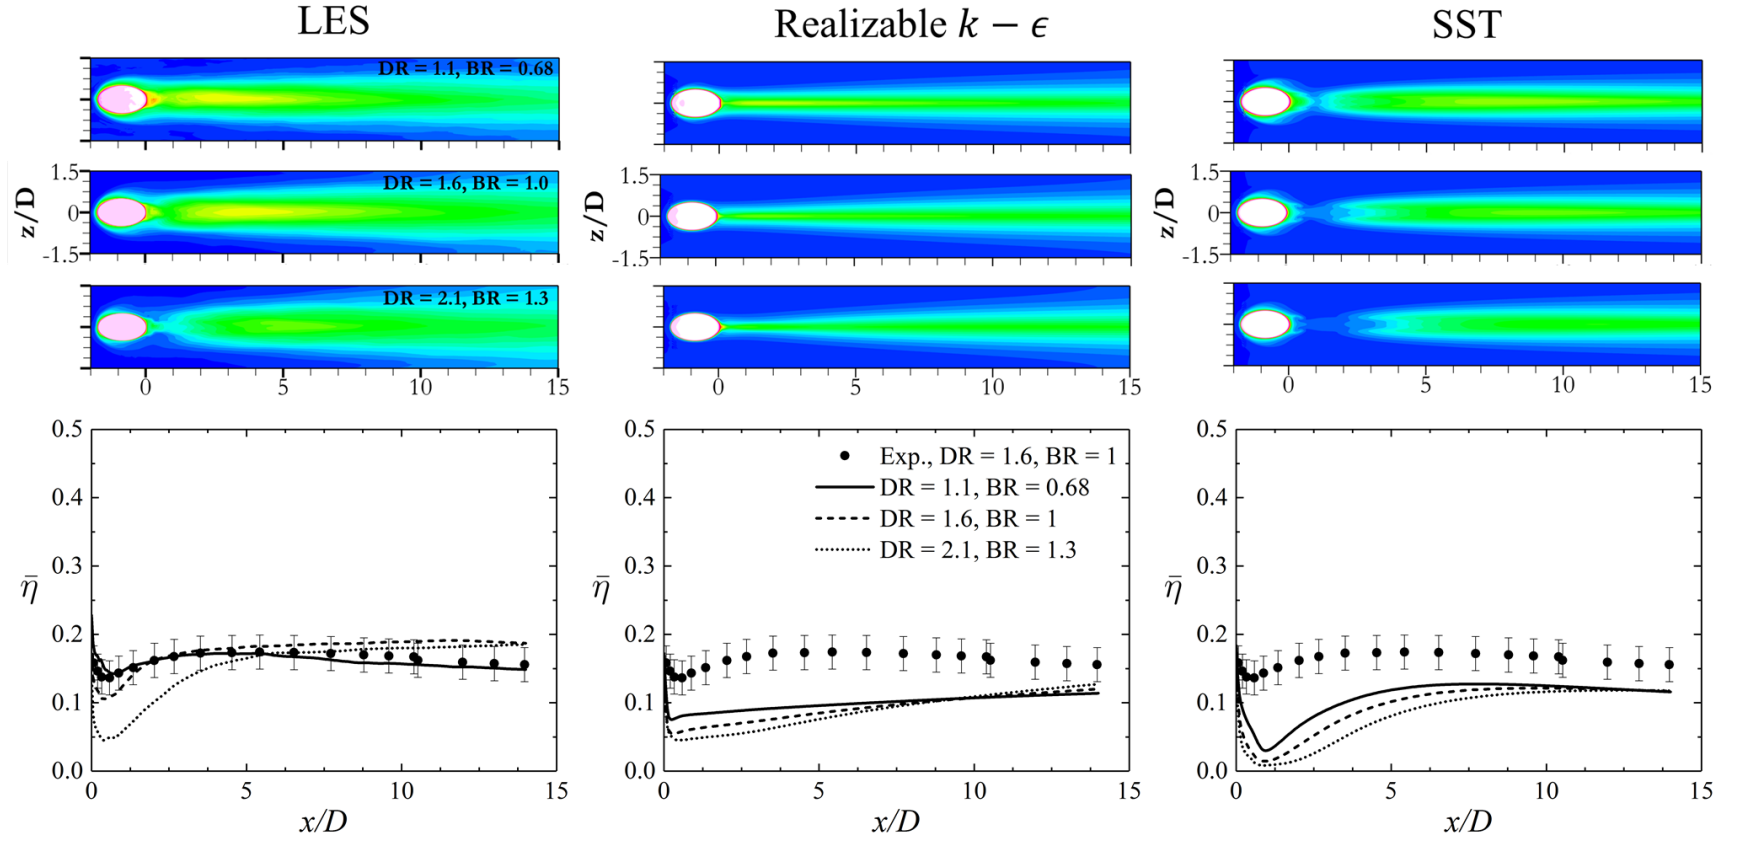 LES
Realizable k − ϵ
SST
DR = 1.1, BR = 0.68
DR = 1.6, BR = 1.0
DR = 2.1, BR = 1.3
z/D
1.5
0
-1.5
0 5 10 15
z/D
1.5
0
-1.5
0 5 10 15
z/D
1.5
0
-1.5
0 5 10 15
η̄
0.5
0.4
0.3
0.2
0.1
0.0
0 5 10 15
x/D
η̄
0.5
0.4
0.3
0.2
0.1
0.0
Exp., DR = 1.6, BR = 1
DR = 1.1, BR = 0.68
DR = 1.6, BR = 1
DR = 2.1, BR = 1.3
0 5 10 15
x/D
η̄
0.5
0.4
0.3
0.2
0.1
0.0
0 5 10 15
x/D